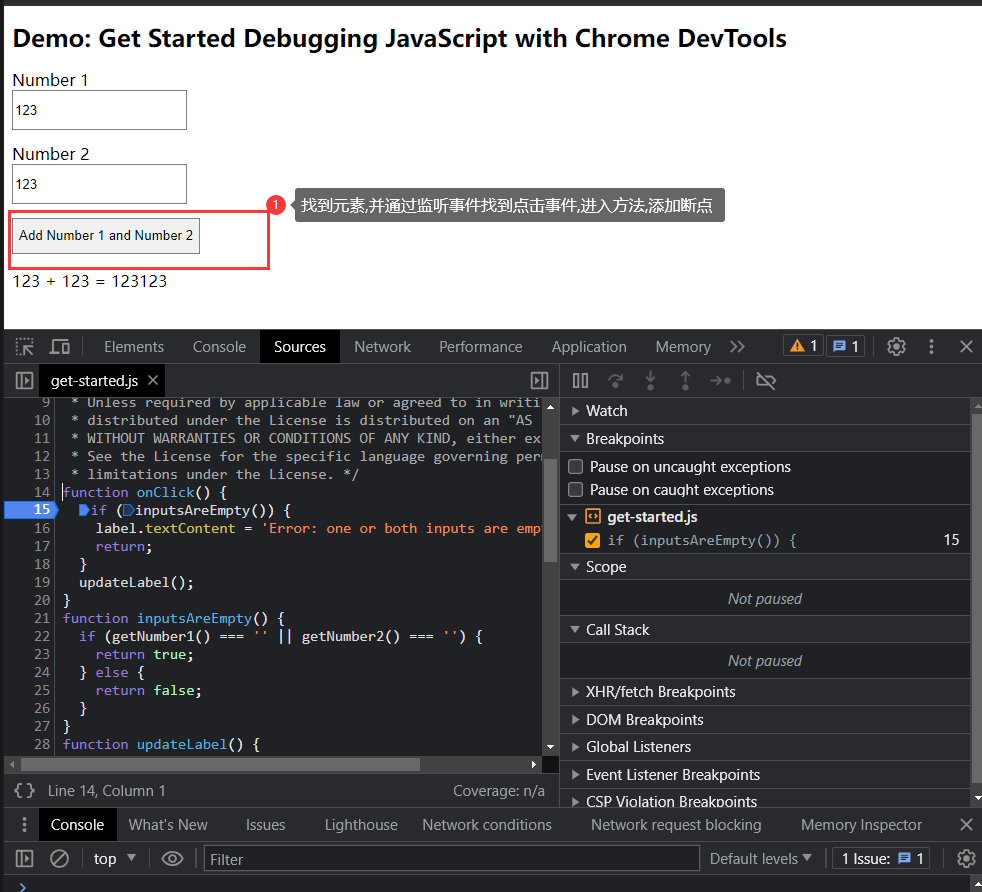 Demo: Get Started Debugging JavaScript with Chrome DevTools
Number 1
123
Number 2
123
1
找到元素,并通过监听事件找到点击事件,进入方法,添加断点
Add Number 1 and Number 2
123 + 123 = 123123
Elements Console Sources Network Performance Application Memory 1 1
get-started.js
9 * Unless required by applicable law or agreed to in writi
10 * distributed under the License is distributed on an "AS
11 * WITHOUT WARRANTIES OR CONDITIONS OF ANY KIND, either ex
12 * See the License for the specific language governing per
13 * limitations under the License. */
14 function onClick() {
15 if (inputsAreEmpty()) {
16 label.textContent = 'Error: one or both inputs are emp
17 return;
18 }
19 updateLabel();
20 }
21 function inputsAreEmpty() {
22 if (getNumber1() === '' || getNumber2() === '') {
23 return true;
24 } else {
25 return false;
26 }
27 }
28 function updateLabel() {
{} Line 14, Column 1 Coverage: n/a
Watch
Breakpoints
Pause on uncaught exceptions
Pause on caught exceptions
get-started.js
if (inputsAreEmpty()) { 15
Scope
Not paused
Call Stack
Not paused
XHR/fetch Breakpoints
DOM Breakpoints
Global Listeners
Event Listener Breakpoints
CSP Violation Breakpoints
Console What's New Issues Lighthouse Network conditions Network request blocking Memory Inspector
top Filter Default levels 1 Issue: 1